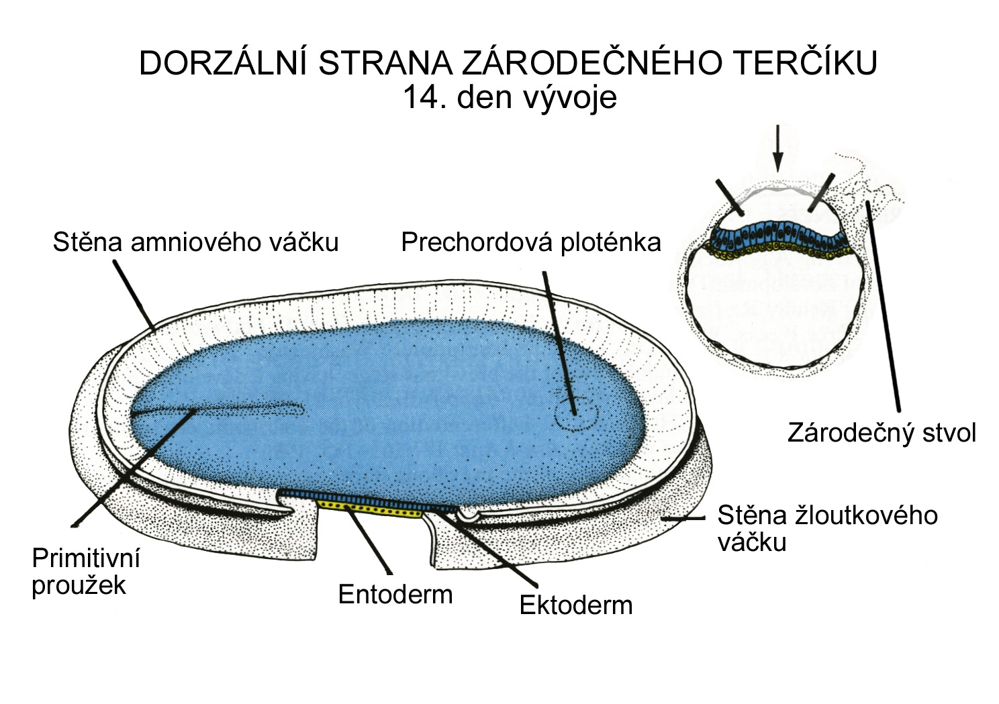 DORZÁLNÍ STRANA ZÁRODEČNÉHO TERČÍKU
14. den vývoje
Stěna amniového váčku
Prechordová ploténka
Zárodečný stvol
Stěna žloutkového
váčku
Primitivní
proužek
Entoderm
Ektoderm